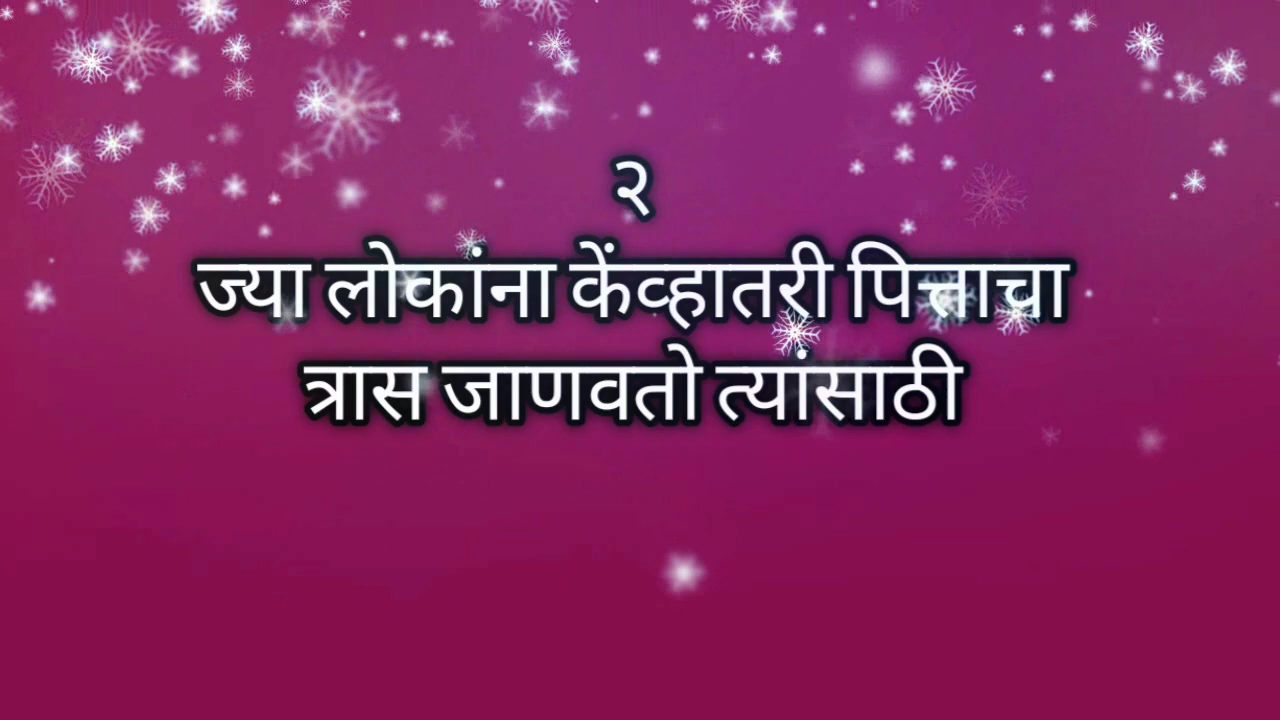 २
ज्या लोकांना केंव्हातरी पित्ताचा
त्रास जाणवतो त्यांसाठी